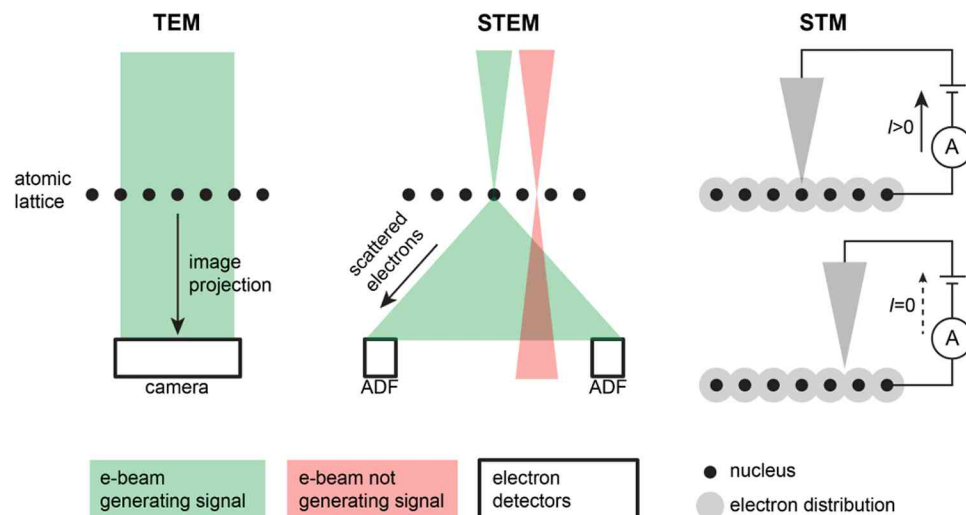 TEM
STEM
STM
atomic
lattice
image
projection
camera
scattered
electrons
ADF
ADF
I>0
A
I=0
A
e-beam
generating signal
e-beam not
generating signal
electron
detectors
nucleus
electron distribution